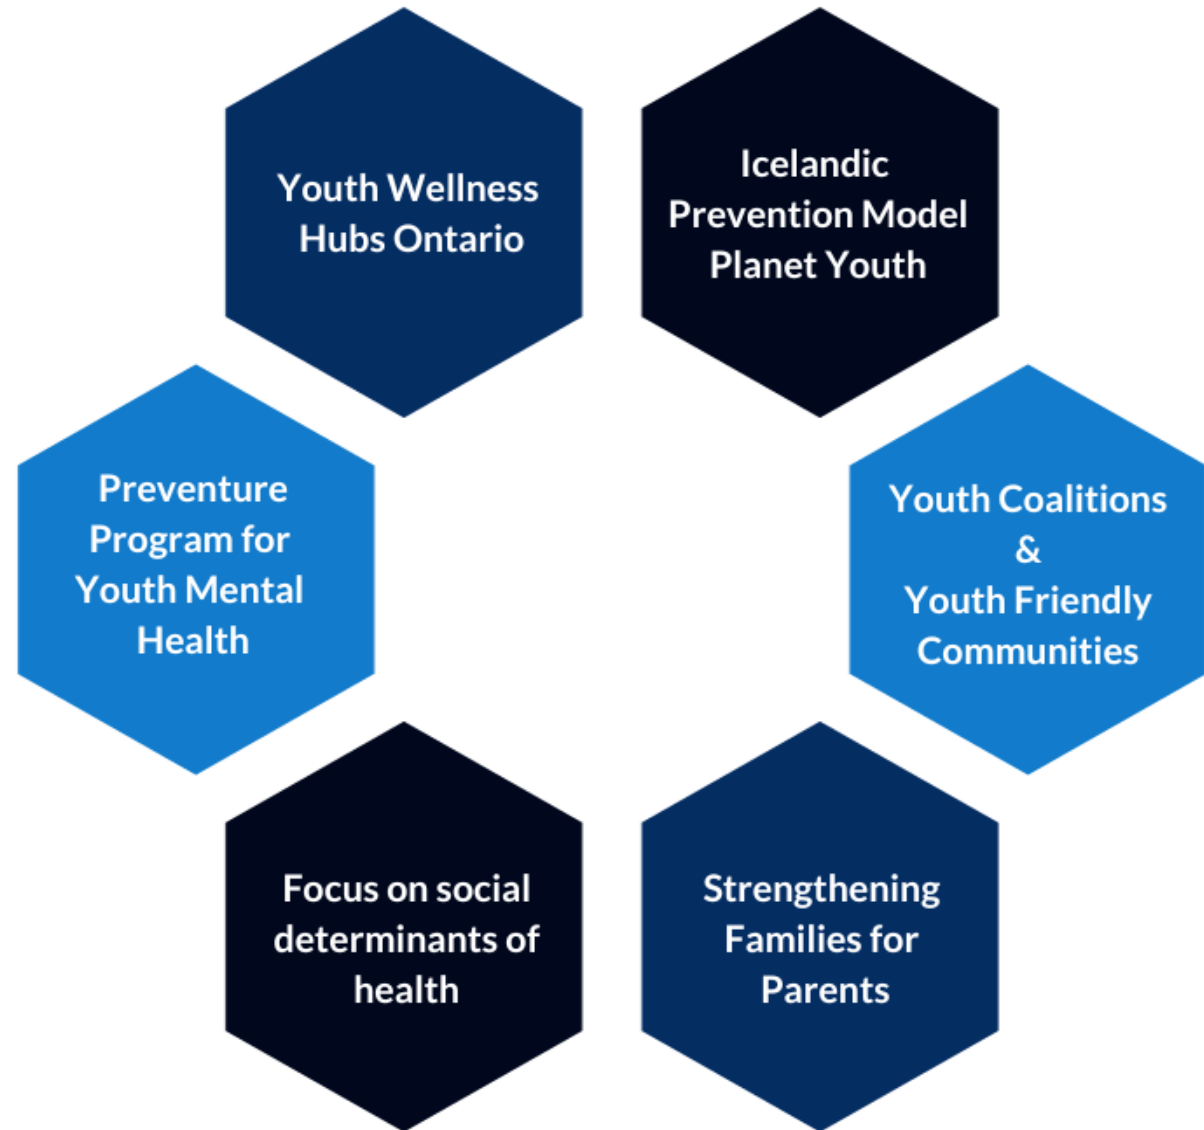 Youth Wellness
Hubs Ontario
Icelandic
Prevention Model
Planet Youth
Preventure
Program for
Youth Mental
Health
Youth Coalitions
&
Youth Friendly
Communities
Focus on social
determinants of
health
Strengthening
Families for
Parents